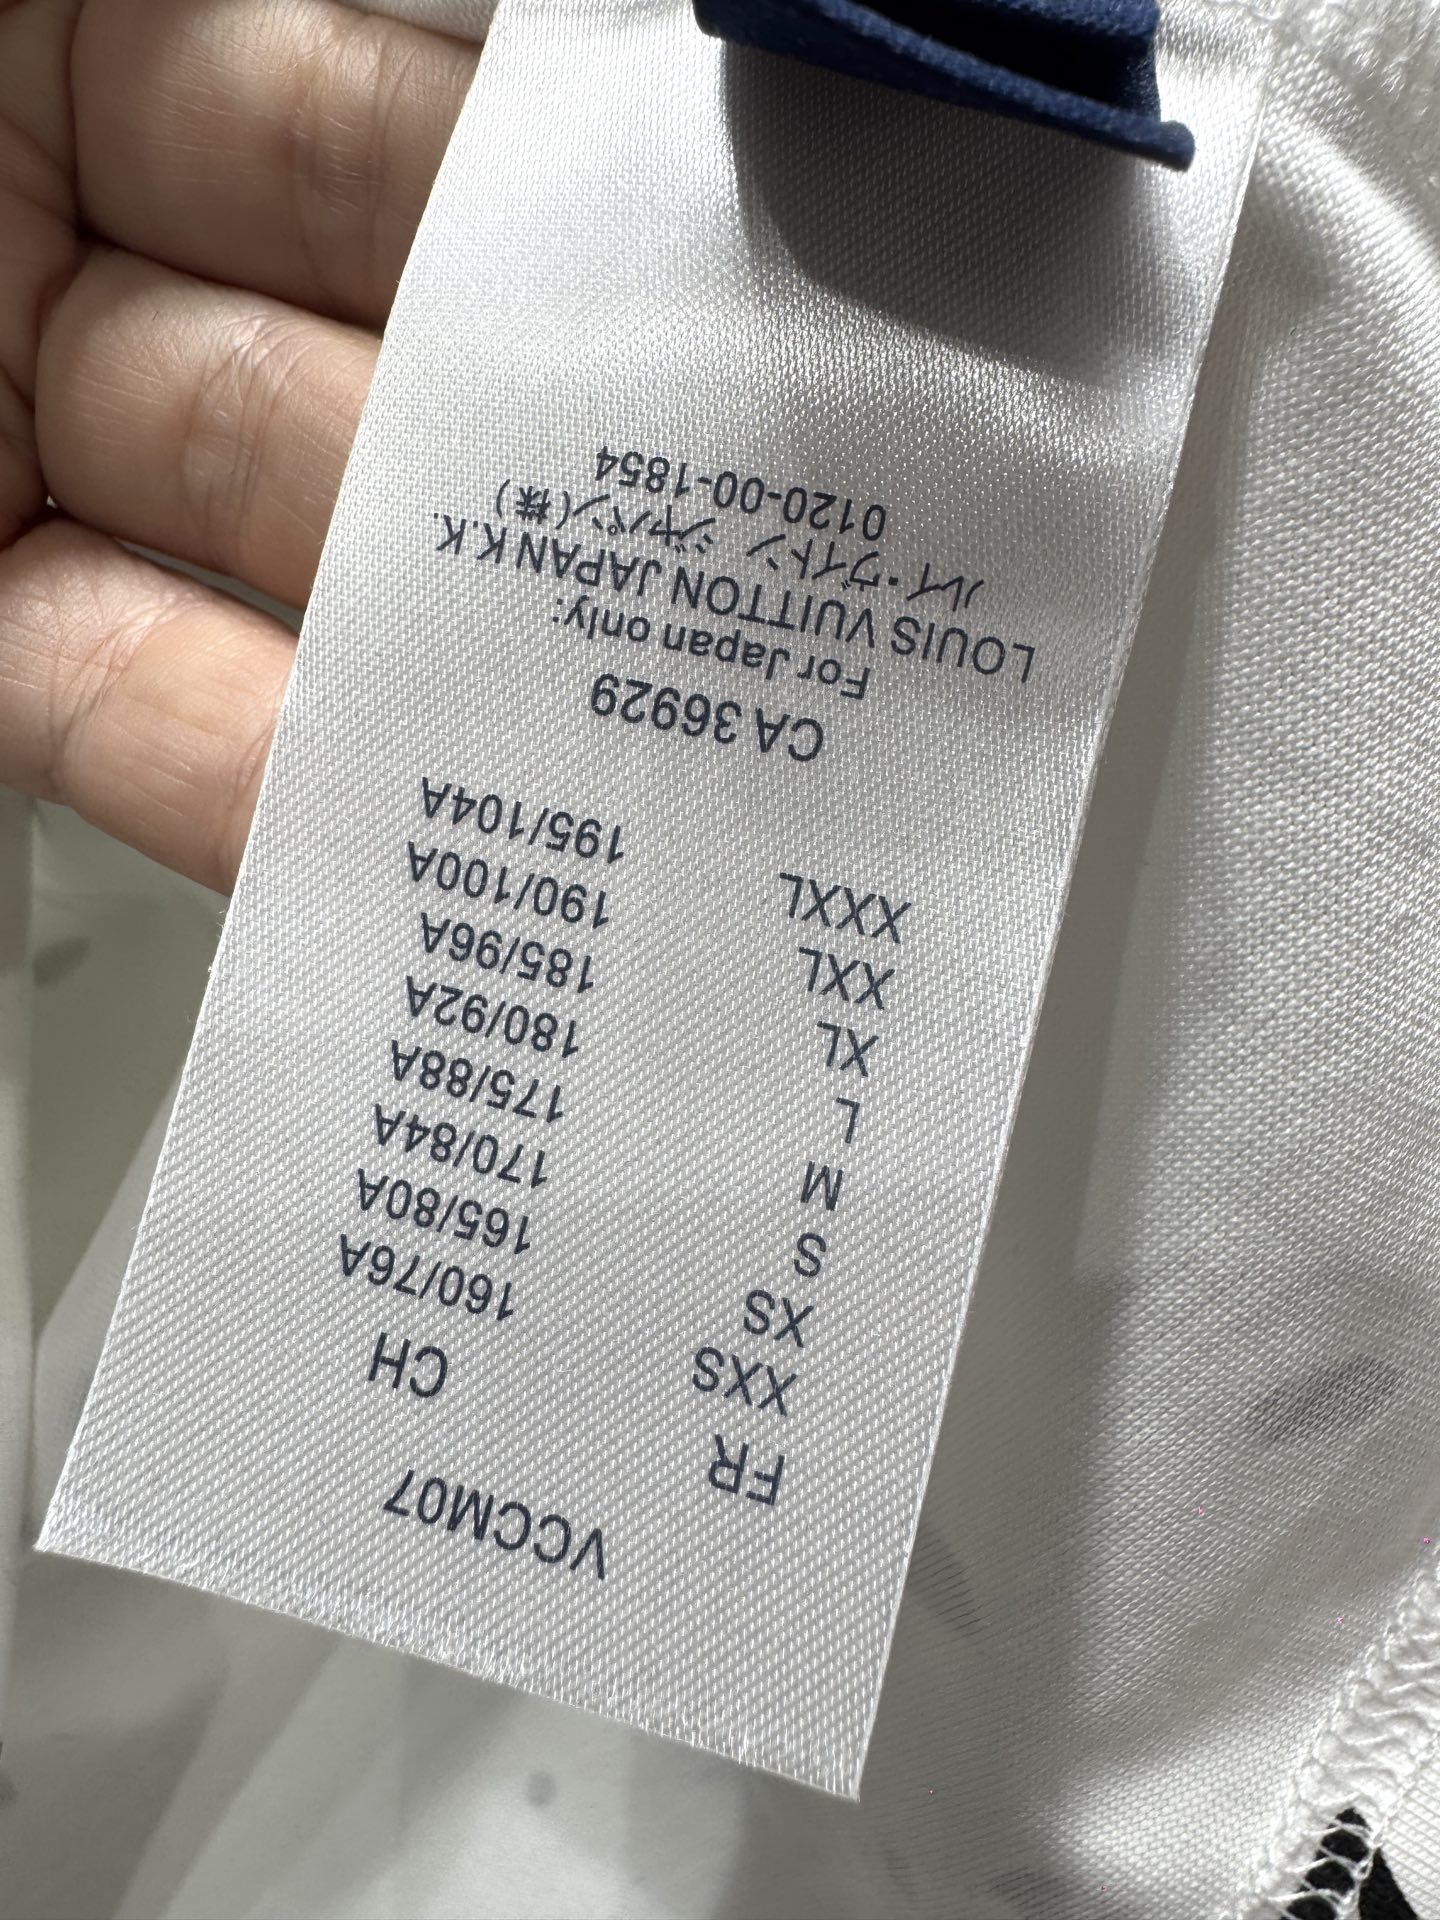 VCCM07
FR CH
XXS 160/76A
XS 165/80A
S 170/84A
M 175/88A
L 180/92A
XL 185/96A
XXL 190/100A
XXXL 195/104A
CA 36929
For Japan only:
LOUIS VUITTON JAPAN K.K.
ルイ・ヴィトン ジャパン(株)
0120-00-1854